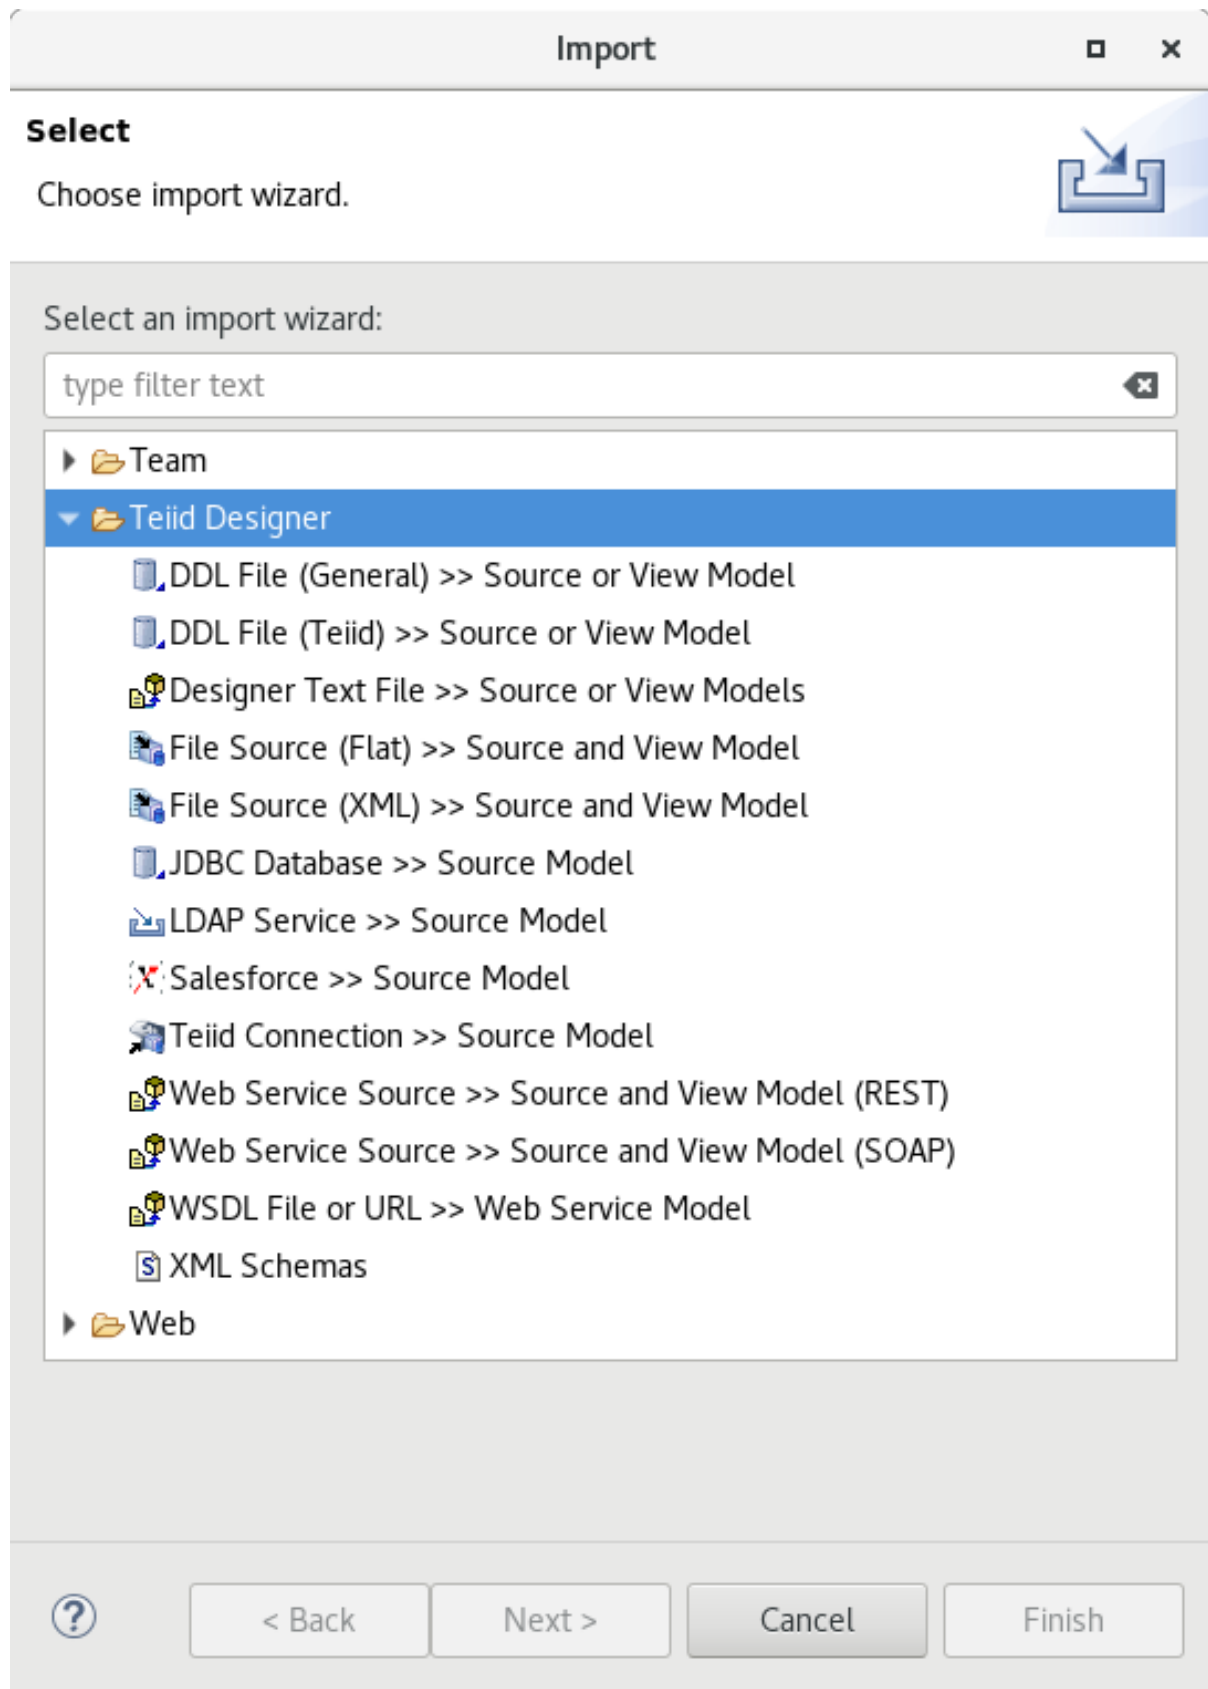 Import
Select
Choose import wizard.
Select an import wizard:
type filter text
Team
Teiid Designer
DDL File (General) >> Source or View Model
DDL File (Teiid) >> Source or View Model
Designer Text File >> Source or View Models
File Source (Flat) >> Source and View Model
File Source (XML) >> Source and View Model
JDBC Database >> Source Model
LDAP Service >> Source Model
Salesforce >> Source Model
Teiid Connection >> Source Model
Web Service Source >> Source and View Model (REST)
Web Service Source >> Source and View Model (SOAP)
WSDL File or URL >> Web Service Model
XML Schemas
Web
< Back Next > Cancel Finish